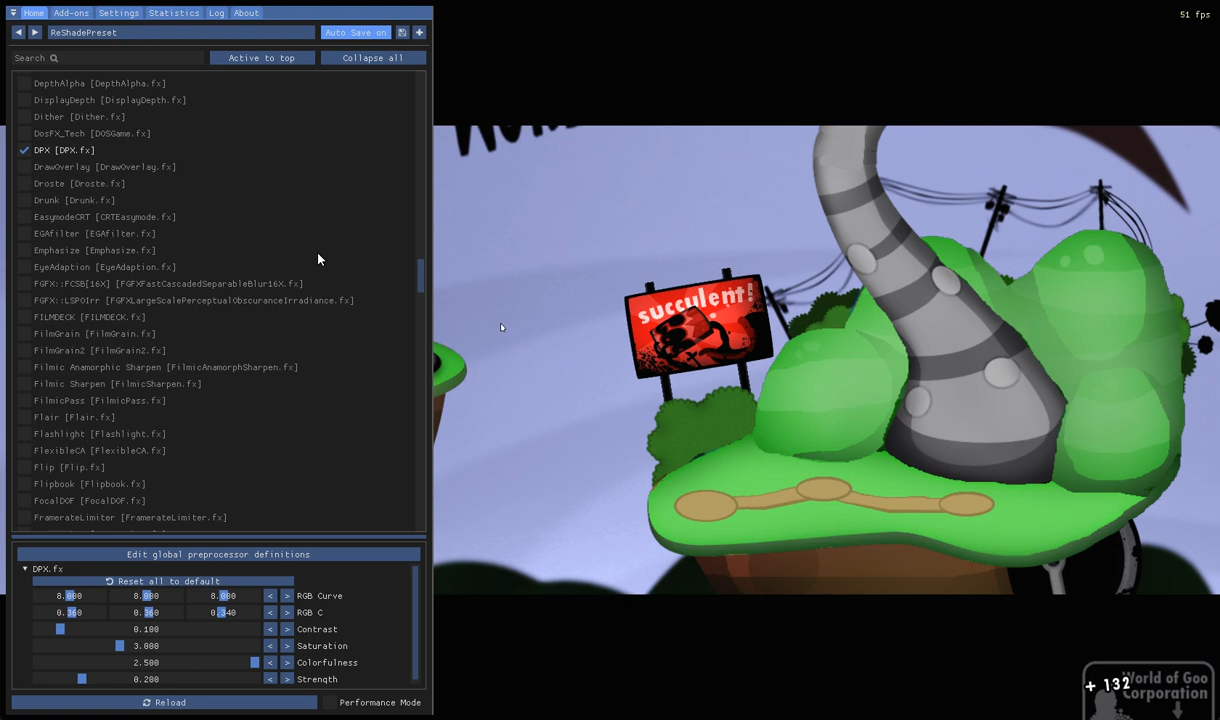 Home Add-ons Settings Statistics Log About
51 fps
ReShadePreset Auto Save on
Search Active to top Collapse all
DepthAlpha [DepthAlpha.fx]
DisplayDepth [DisplayDepth.fx]
Dither [Dither.fx]
DosFX_Tech [DOSGame.fx]
DPX [DPX.fx]
DrawOverlay [DrawOverlay.fx]
Droste [Droste.fx]
Drunk [Drunk.fx]
EasymodeCRT [CRTEasymode.fx]
EGAfilter [EGAfilter.fx]
Emphasize [Emphasize.fx]
EyeAdaption [EyeAdaption.fx]
FGFX::FCSB[16X] [FGFXFastCascadedSeparableBlur16X.fx]
FGFX::LSPOIrr [FGFXLargeScalePerceptualObscuranceIrradiance.fx]
FILMDECK [FILMDECK.fx]
FilmGrain [FilmGrain.fx]
FilmGrain2 [FilmGrain2.fx]
Filmic Anamorphic Sharpen [FilmicAnamorphSharpen.fx]
Filmic Sharpen [FilmicSharpen.fx]
FilmicPass [FilmicPass.fx]
Flair [Flair.fx]
Flashlight [Flashlight.fx]
FlexibleCA [FlexibleCA.fx]
Flip [Flip.fx]
Flipbook [Flipbook.fx]
FocalDOF [FocalDOF.fx]
FramerateLimiter [FramerateLimiter.fx]
Edit global preprocessor definitions
DPX.fx
Reset all to default
8.000 8.000 8.000 < > RGB Curve
0.360 0.360 0.340 < > RGB C
0.100 < > Contrast
3.000 < > Saturation
2.500 < > Colorfulness
0.200 < > Strength
Reload Performance Mode
succulent!
+ 132
World of Goo
Corporation